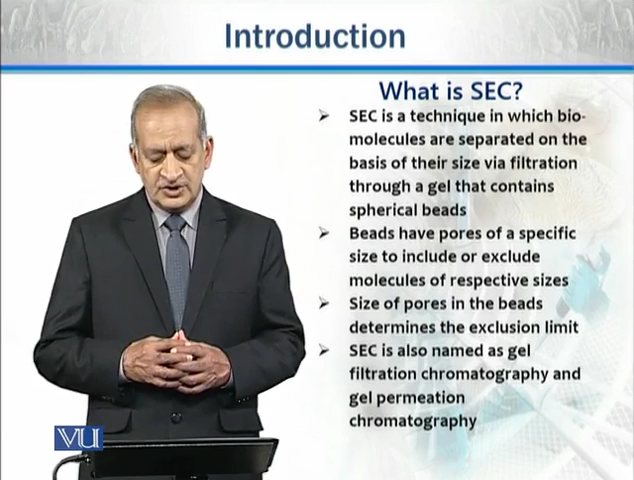 Introduction
What is SEC?
➢ SEC is a technique in which bio-
molecules are separated on the
basis of their size via filtration
through a gel that contains
spherical beads
➢ Beads have pores of a specific
size to include or exclude
molecules of respective sizes
➢ Size of pores in the beads
determines the exclusion limit
➢ SEC is also named as gel
filtration chromatography and
gel permeation
chromatography
VU